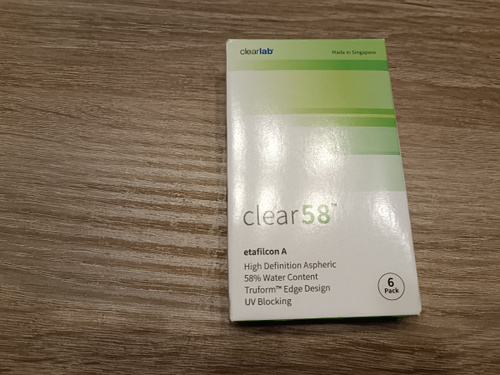 clearlab
Made in Singapore
clear58™
etafilcon A
High Definition Aspheric
58% Water Content
Truform™ Edge Design
UV Blocking
6
Pack